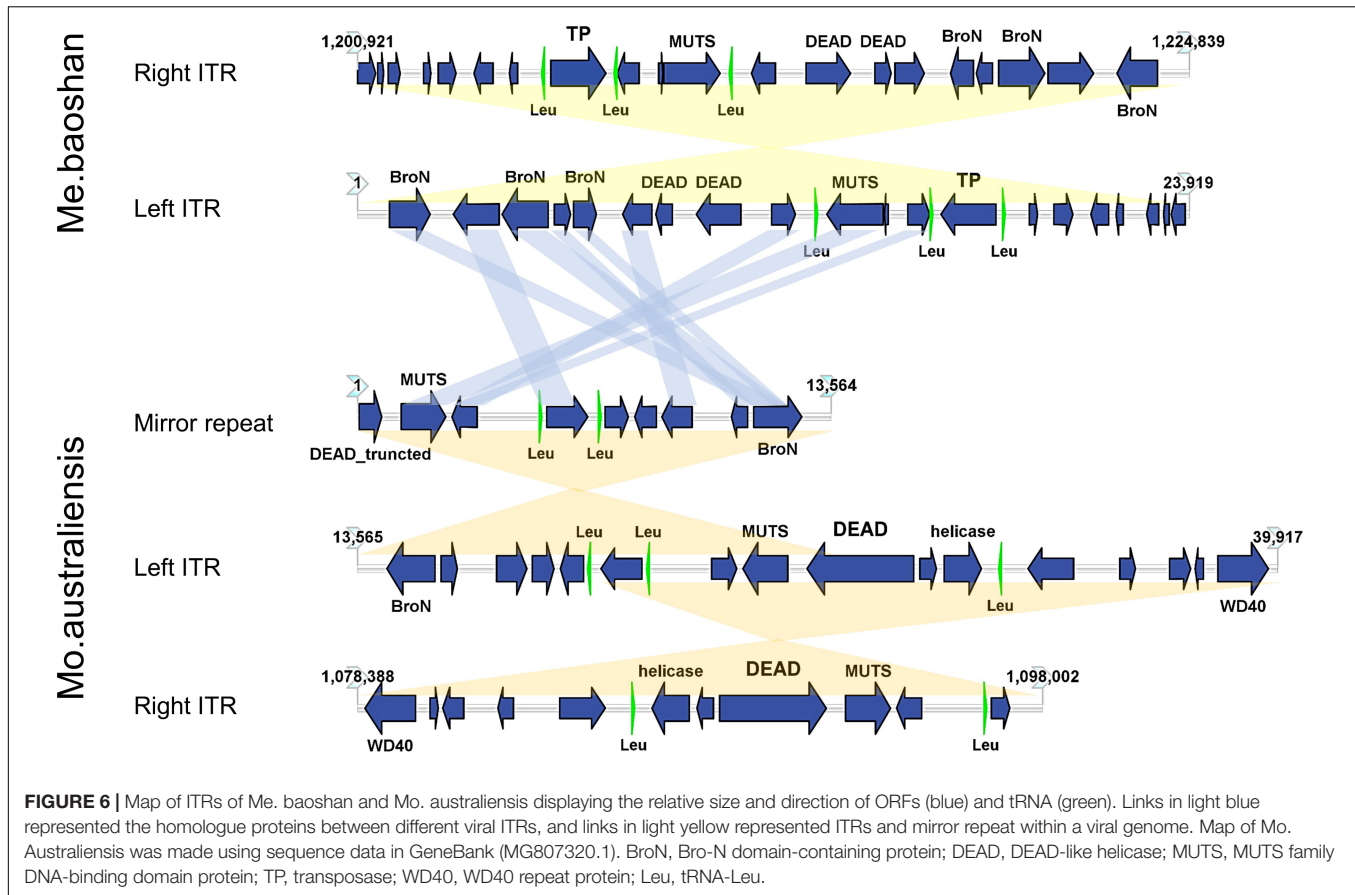 TP
BroN
BroN
1,200,921
MUTS
DEAD
DEAD
1,224,839
Right ITR
Leu
Leu
Leu
BroN
Me.baoshan
BroN
BroN
BroN
DEAD
DEAD
MUTS
TP
1
23,919
Left ITR
Leu
Leu
Leu
1
MUTS
13,564
Mirror repeat
DEAD_truncted
Leu
Leu
BroN
Mo.australiensis
13,565
Leu
Leu
MUTS
DEAD
helicase
39,917
Left ITR
BroN
Leu
WD40
1,078,388
helicase
DEAD
MUTS
1,098,002
Right ITR
WD40
Leu
Leu
FIGURE 6 | Map of ITRs of Me. baoshan and Mo. australiensis displaying the relative size and direction of ORFs (blue) and tRNA (green). Links in light blue
represented the homologue proteins between different viral ITRs, and links in light yellow represented ITRs and mirror repeat within a viral genome. Map of Mo.
Australiensis was made using sequence data in GeneBank (MG807320.1). BroN, Bro-N domain-containing protein; DEAD, DEAD-like helicase; MUTS, MUTS family
DNA-binding domain protein; TP, transposase; WD40, WD40 repeat protein; Leu, tRNA-Leu.